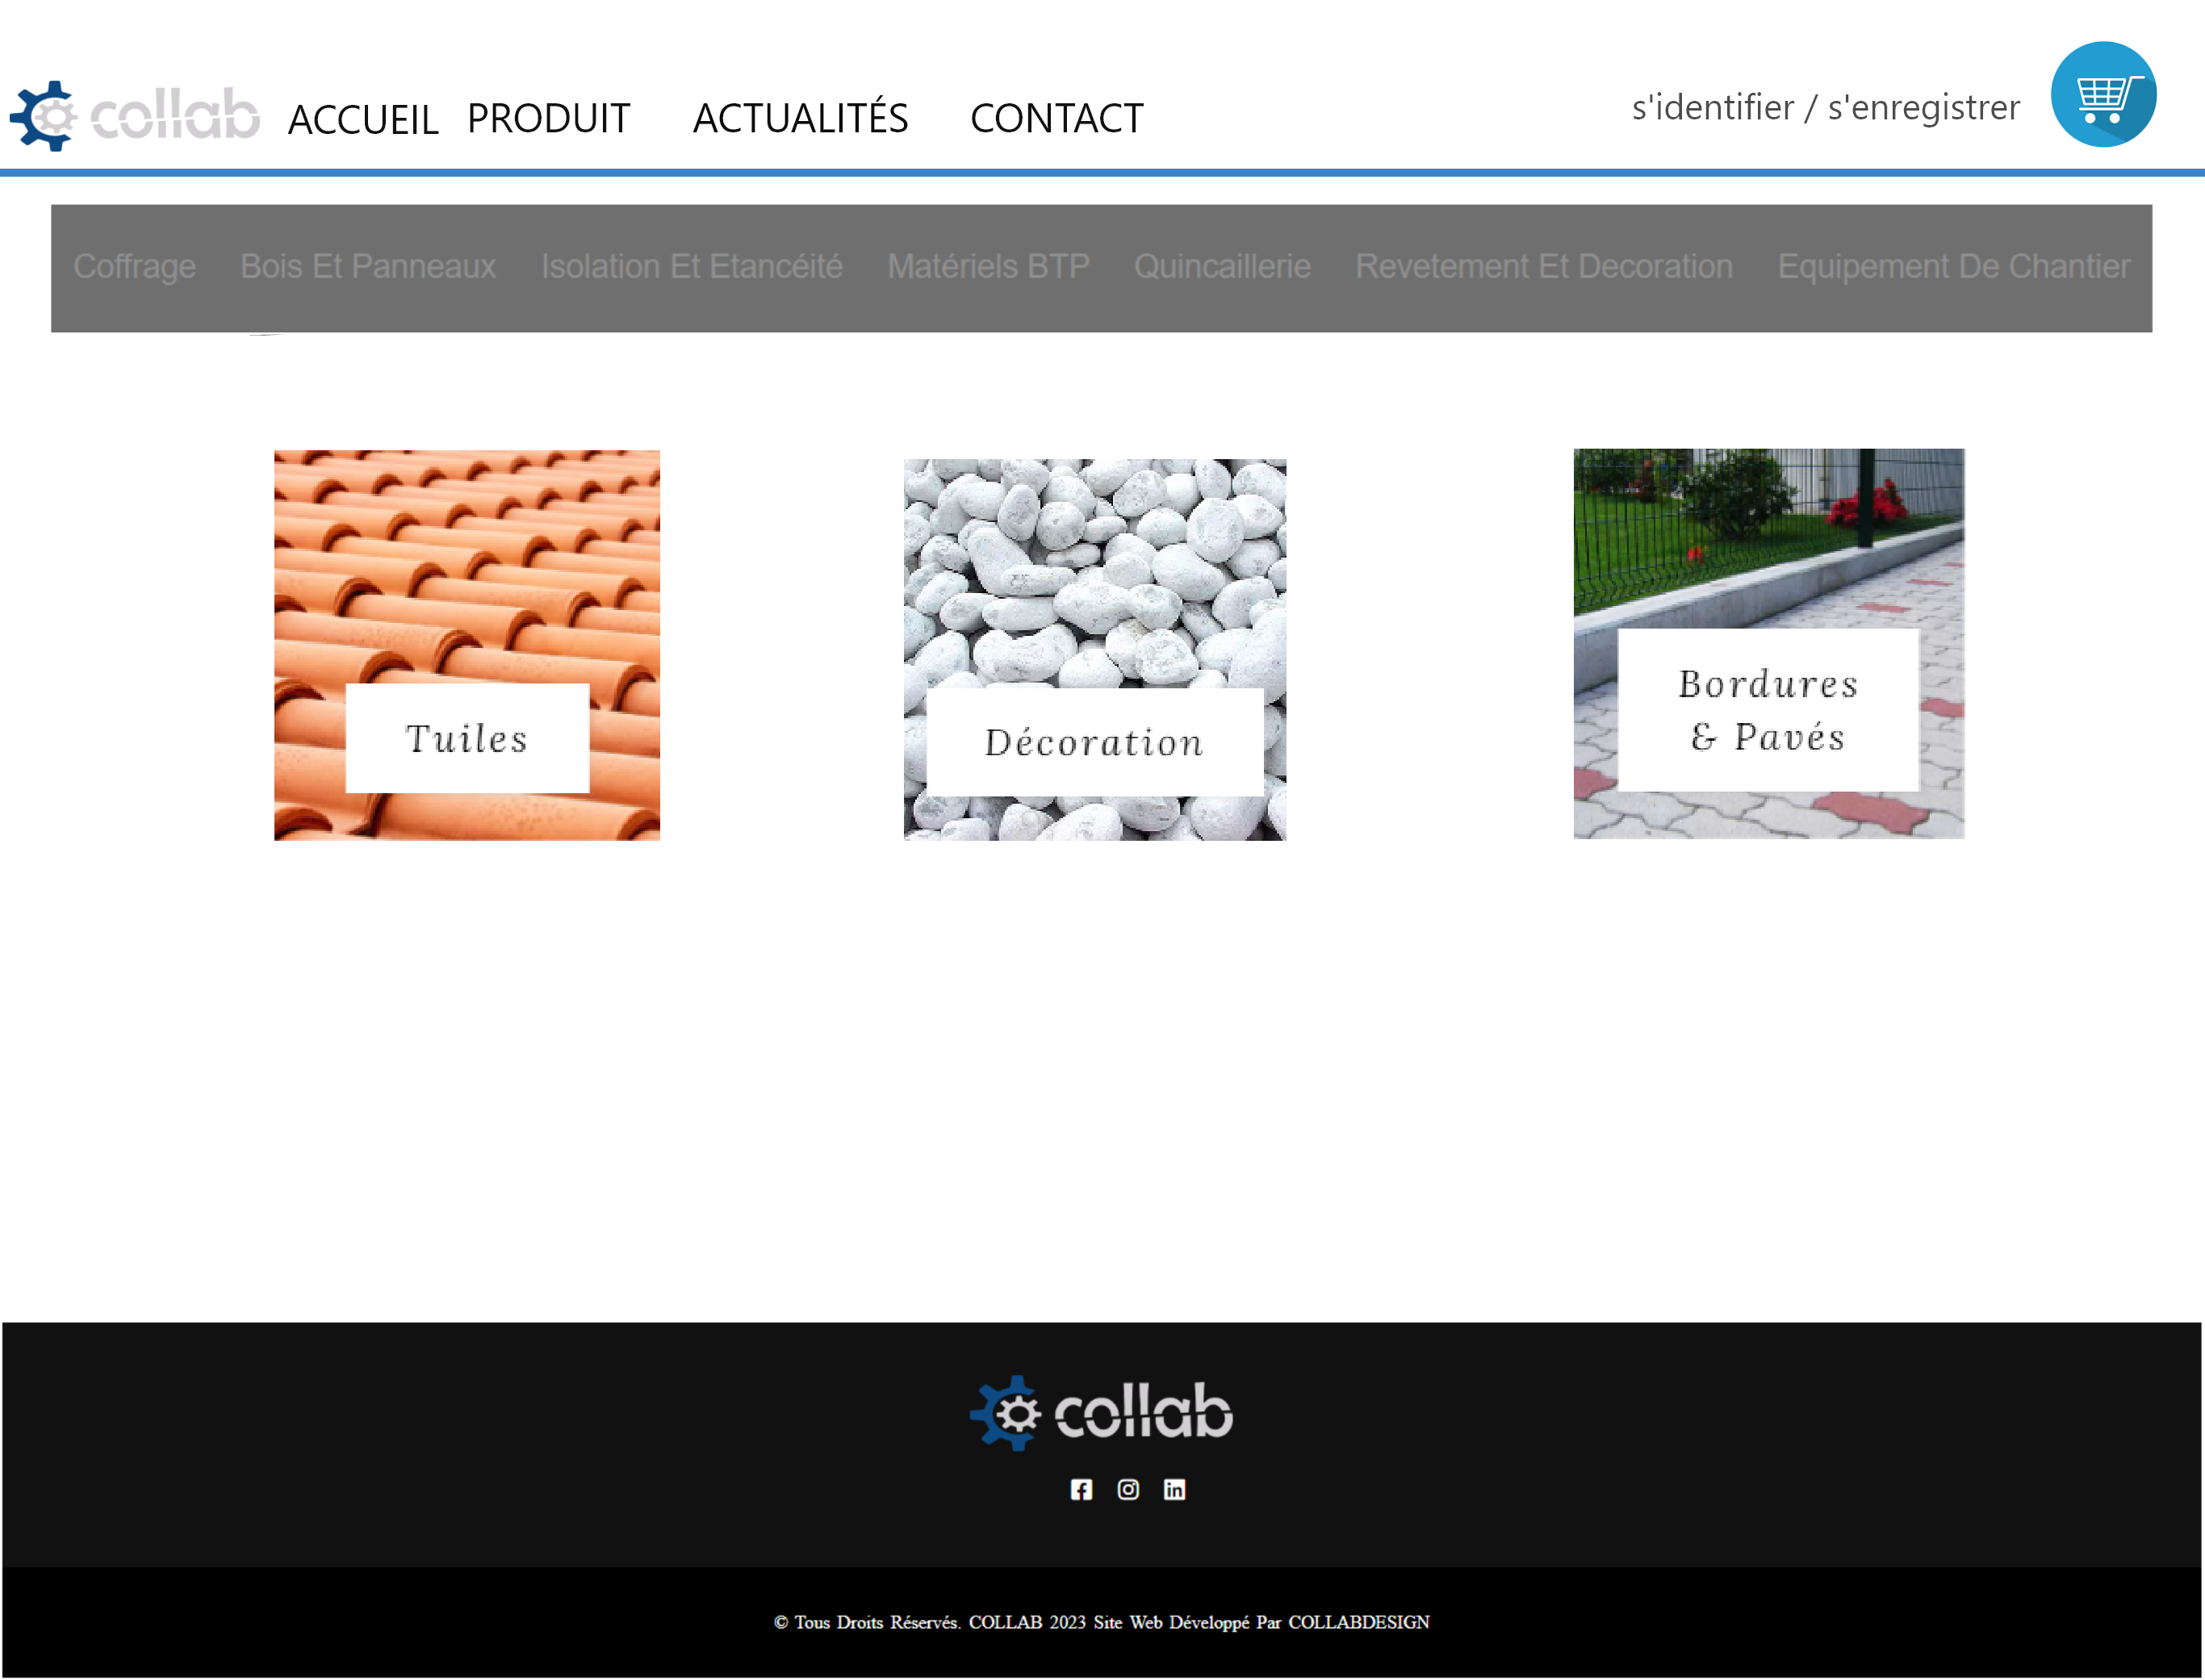 collab ACCUEIL PRODUIT ACTUALITÉS CONTACT s'identifier / s'enregistrer
Coffrage Bois Et Panneaux Isolation Et Etancéité Matériels BTP Quincaillerie Revetement Et Decoration Equipement De Chantier
Tuiles
Décoration
Bordures
& Pavés
collab
© Tous Droits Réservés. COLLAB 2023 Site Web Développé Par COLLABDESIGN